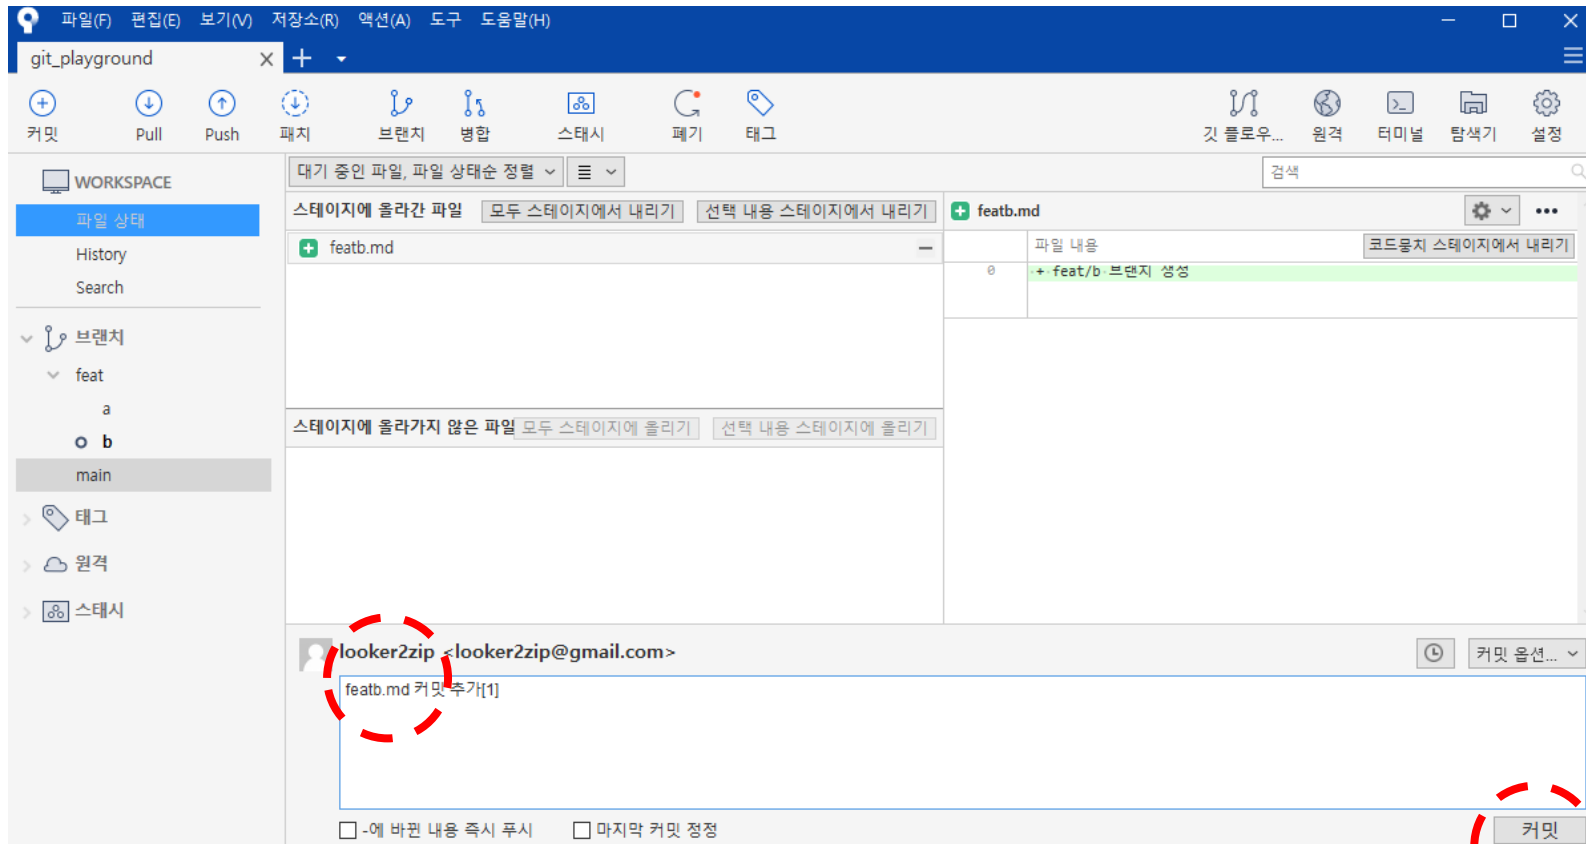 파일(F) 편집(E) 보기(V) 저장소(R) 액션(A) 도구 도움말(H)
git_playground
커밋 Pull Push 패치 브랜치 병합 스태시 폐기 태그 깃 플로우... 원격 터미널 탐색기 설정
WORKSPACE
파일 상태
History
Search
브랜치
feat
a
b
main
태그
원격
스태시
대기 중인 파일, 파일 상태순 정렬
검색
스테이지에 올라간 파일 모두 스테이지에서 내리기 선택 내용 스테이지에서 내리기
featb.md
스테이지에 올라가지 않은 파일 모두 스테이지에 올리기 선택 내용 스테이지에 올리기
featb.md
파일 내용 코드뭉치 스테이지에서 내리기
0 + feat/b 브랜지 생성
looker2zip <looker2zip@gmail.com>
커밋 옵션...
featb.md 커밋 추가[1]
-에 바뀐 내용 즉시 푸시 마지막 커밋 정정
커밋